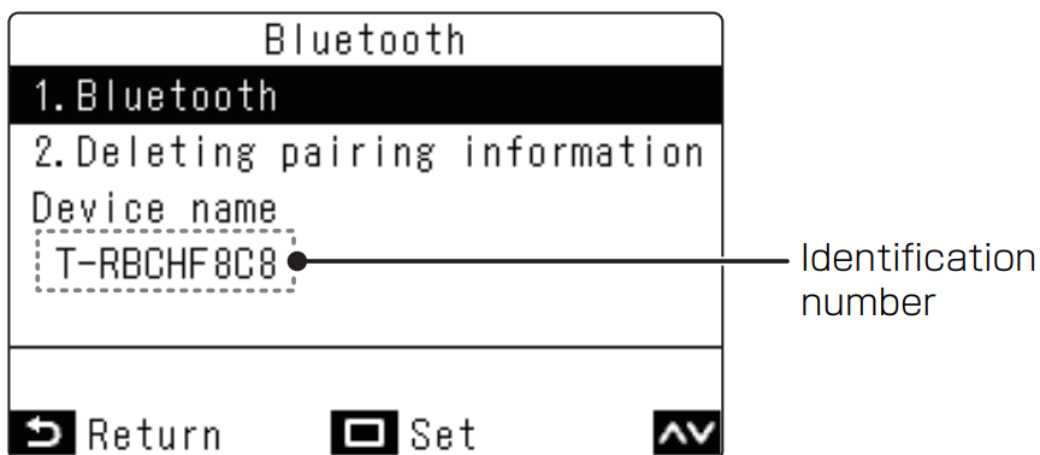 Bluetooth
1.Bluetooth
2.Deleting pairing information
Device name
T-RBCHF8C8
Identification
number
Return Set